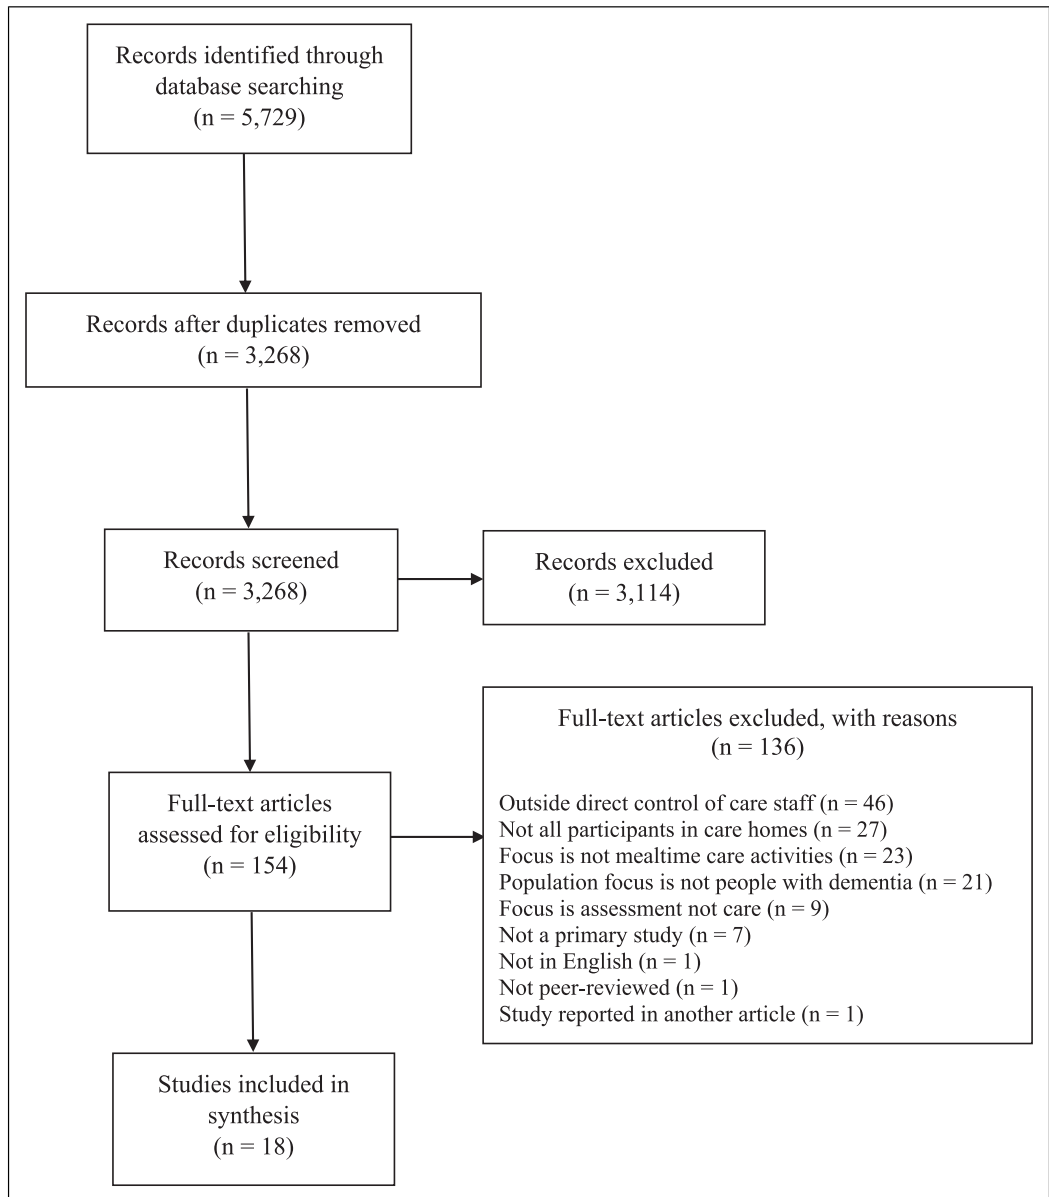 Records identified through
database searching
(n = 5,729)
Records after duplicates removed
(n = 3,268)
Records screened
(n = 3,268)
Records excluded
(n = 3,114)
Full-text articles
assessed for eligibility
(n = 154)
Full-text articles excluded, with reasons
(n = 136)
Outside direct control of care staff (n = 46)
Not all participants in care homes (n = 27)
Focus is not mealtime care activities (n = 23)
Population focus is not people with dementia (n = 21)
Focus is assessment not care (n = 9)
Not a primary study (n = 7)
Not in English (n = 1)
Not peer-reviewed (n = 1)
Study reported in another article (n = 1)
Studies included in
synthesis
(n = 18)